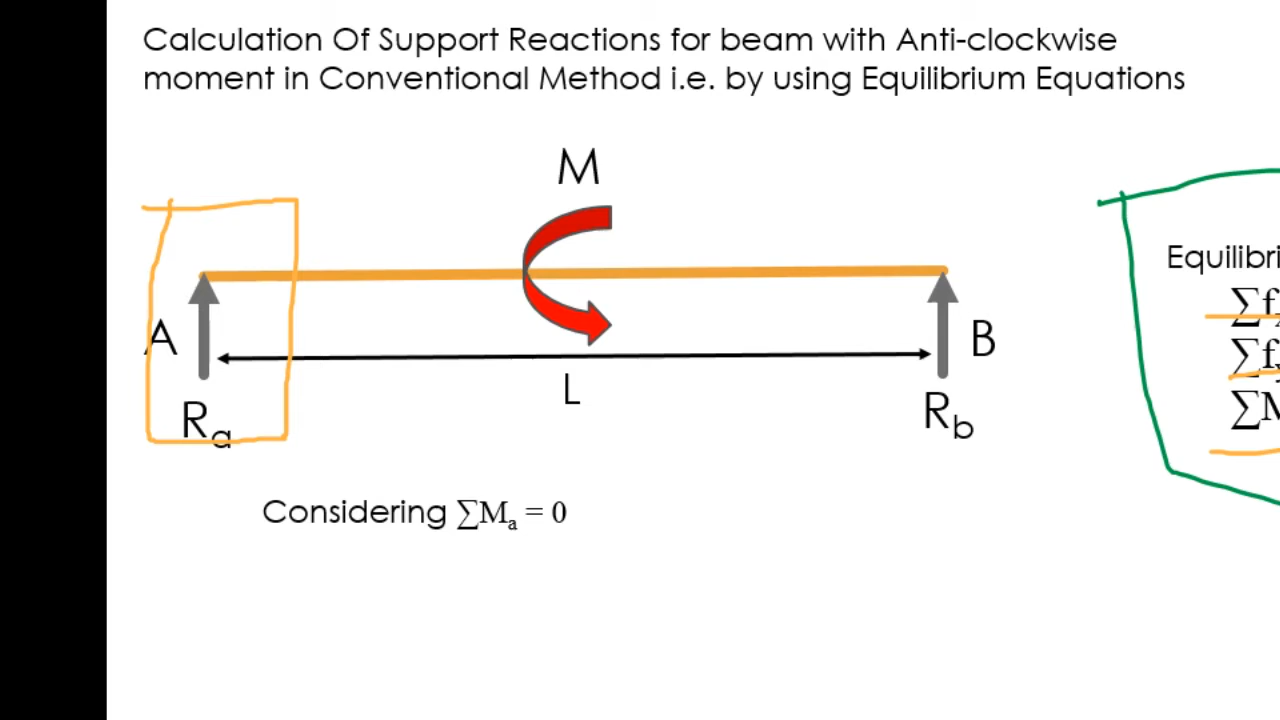 Calculation Of Support Reactions for beam with Anti-clockwise
moment in Conventional Method i.e. by using Equilibrium Equations
M
A
B
L
Rₐ
R_b
Considering ∑Mₐ = 0
∑f
∑f
∑M